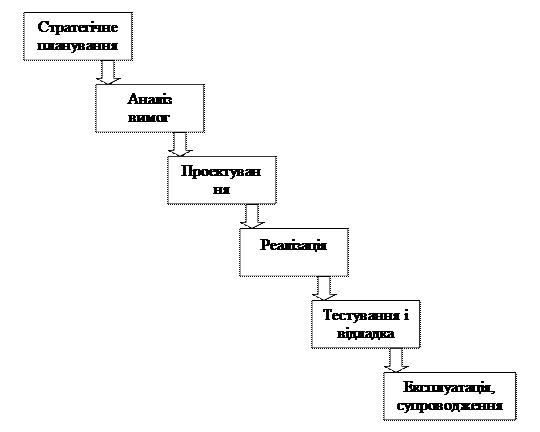 Стратегічне
планування
Аналіз
вимог
Проектуван
ня
Реалізація
Тестування і
відладка
Експлуатація,
супроводження